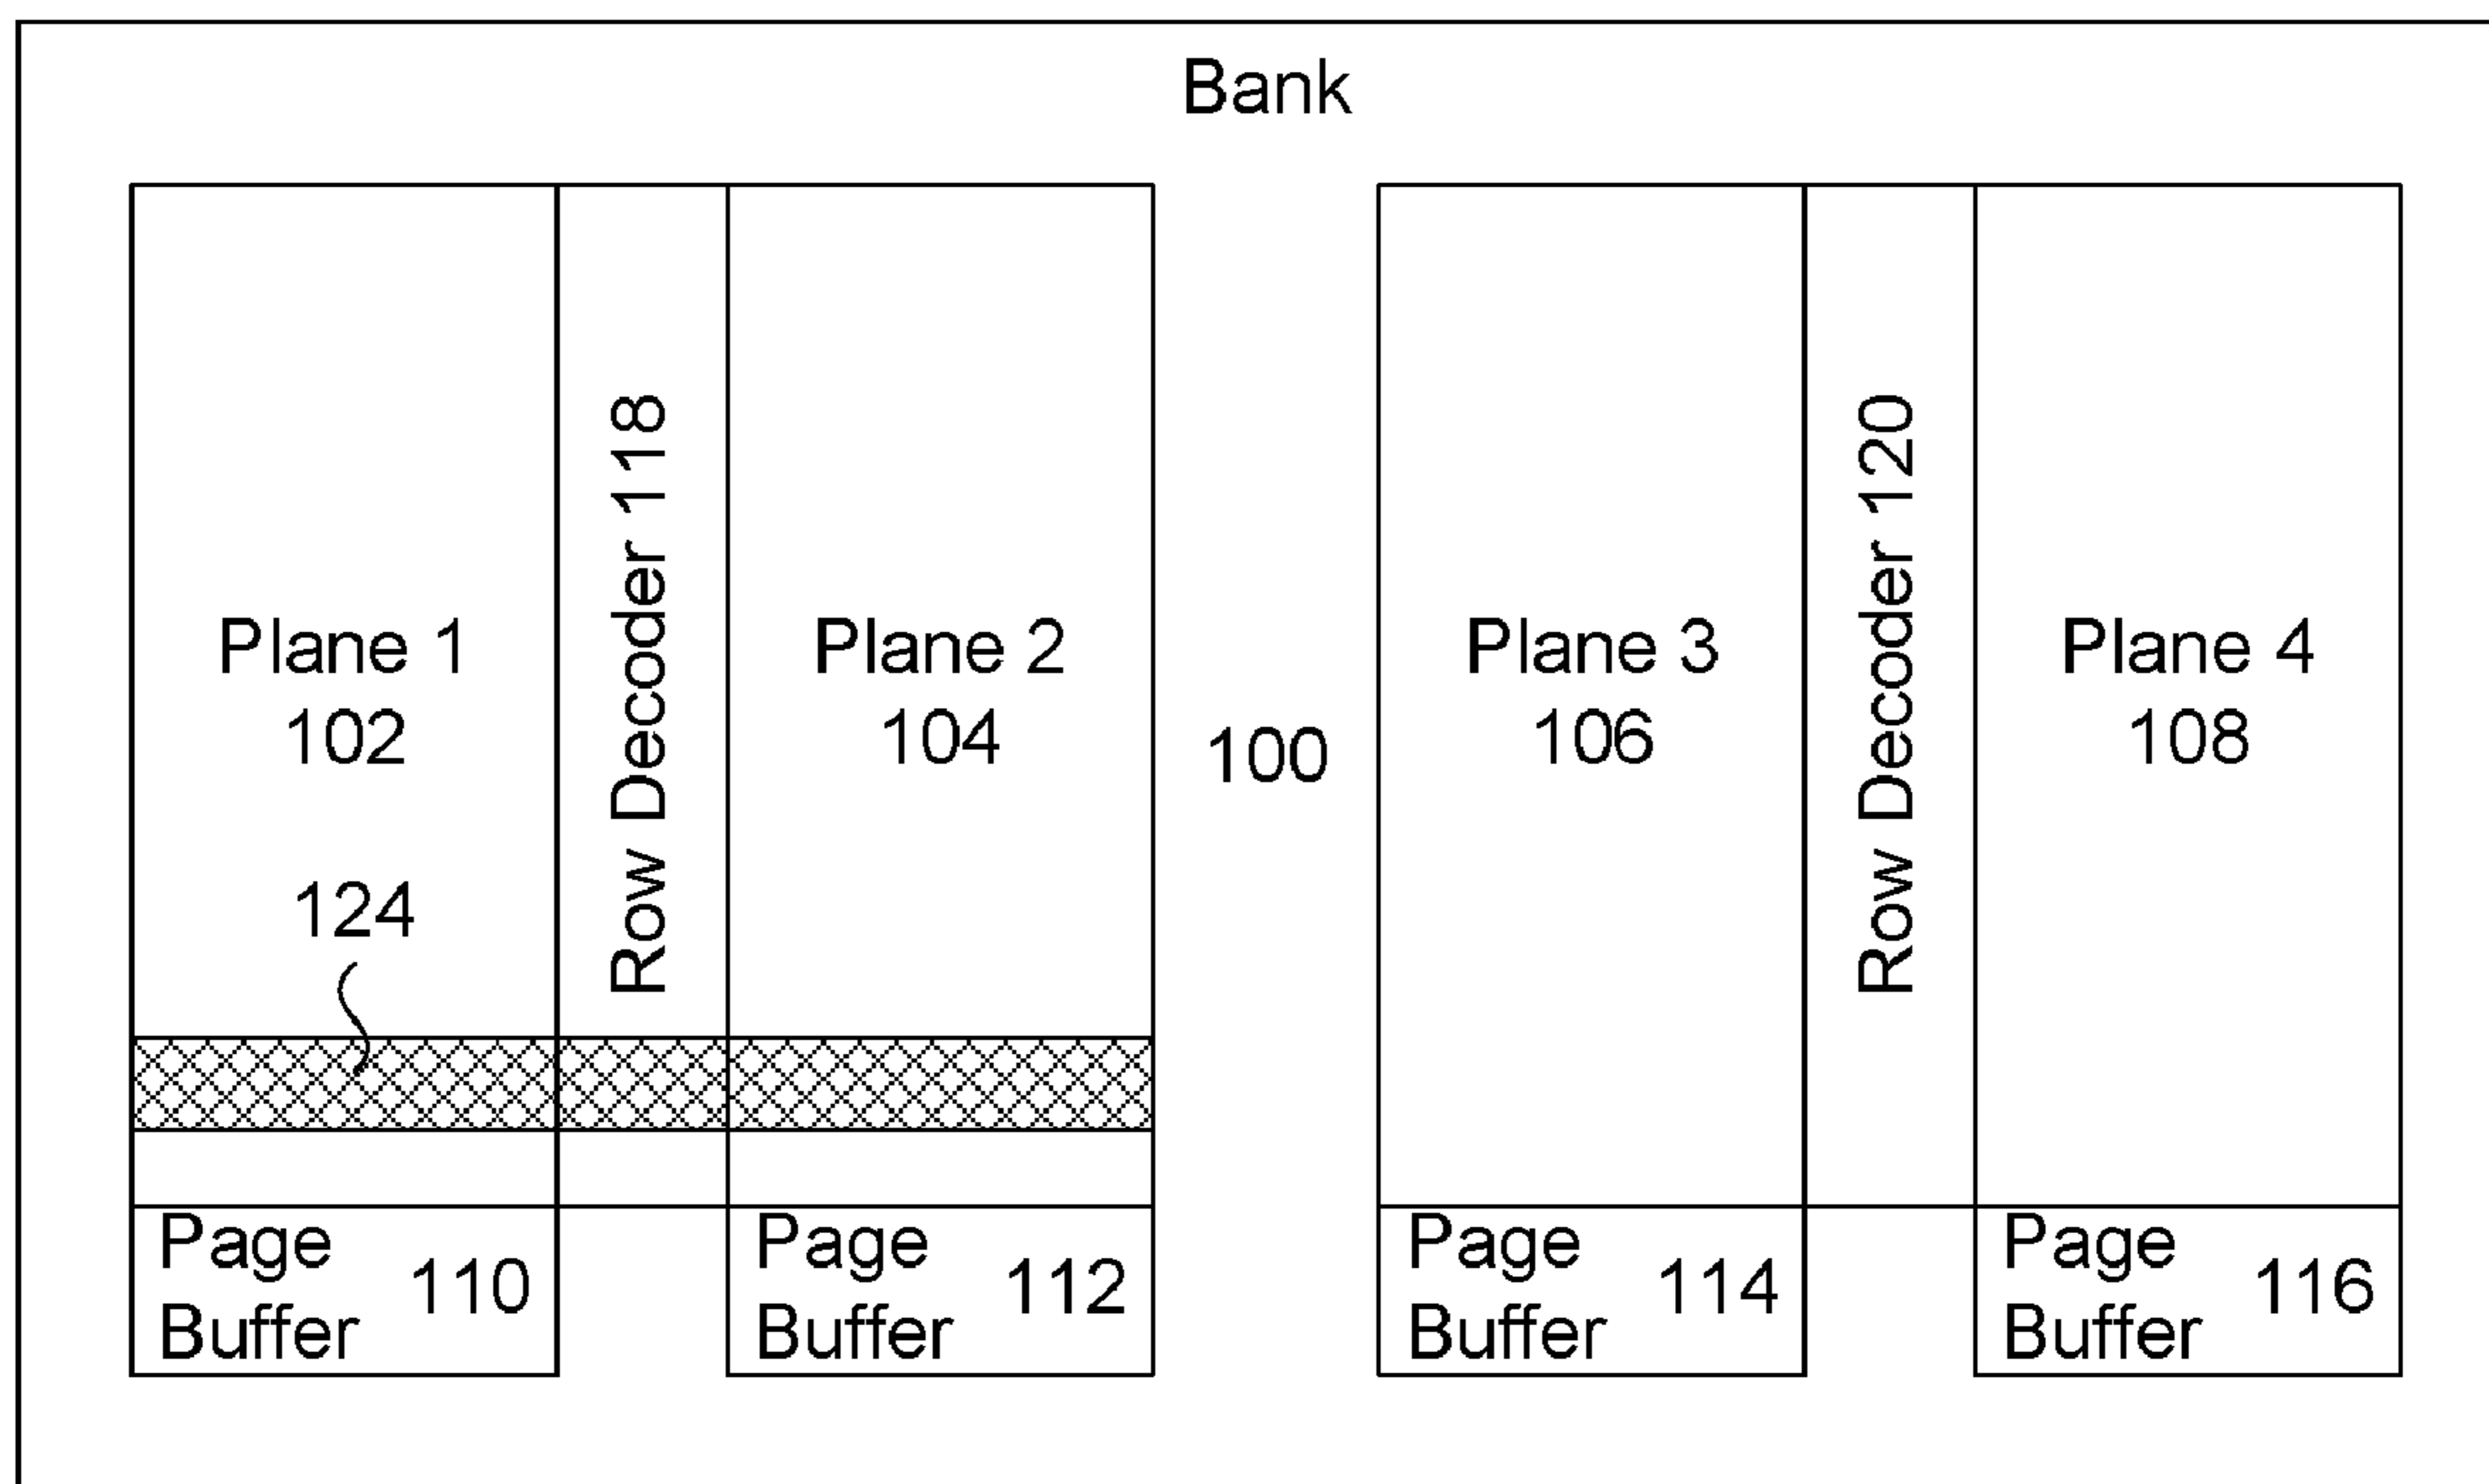 Bank
Plane 1
102
Row Decoder 118
Plane 2
104
100
Plane 3
106
Row Decoder 120
Plane 4
108
124
Page
Buffer
110
Page
Buffer
112
Page
Buffer
114
Page
Buffer
116